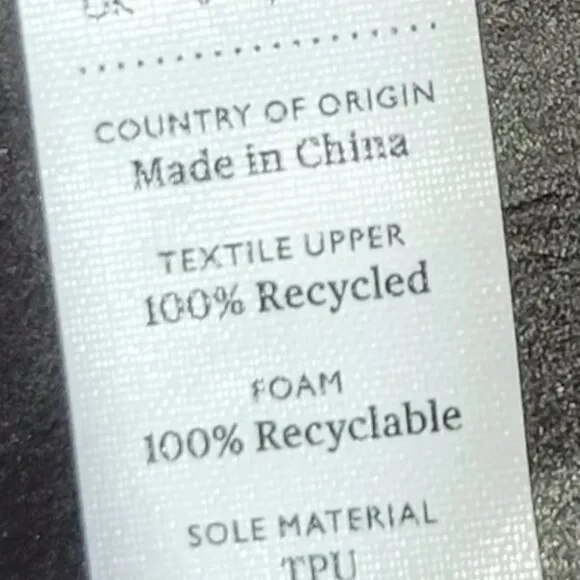 COUNTRY OF ORIGIN
Made in China
TEXTILE UPPER
100% Recycled
FOAM
100% Recyclable
SOLE MATERIAL
TPU